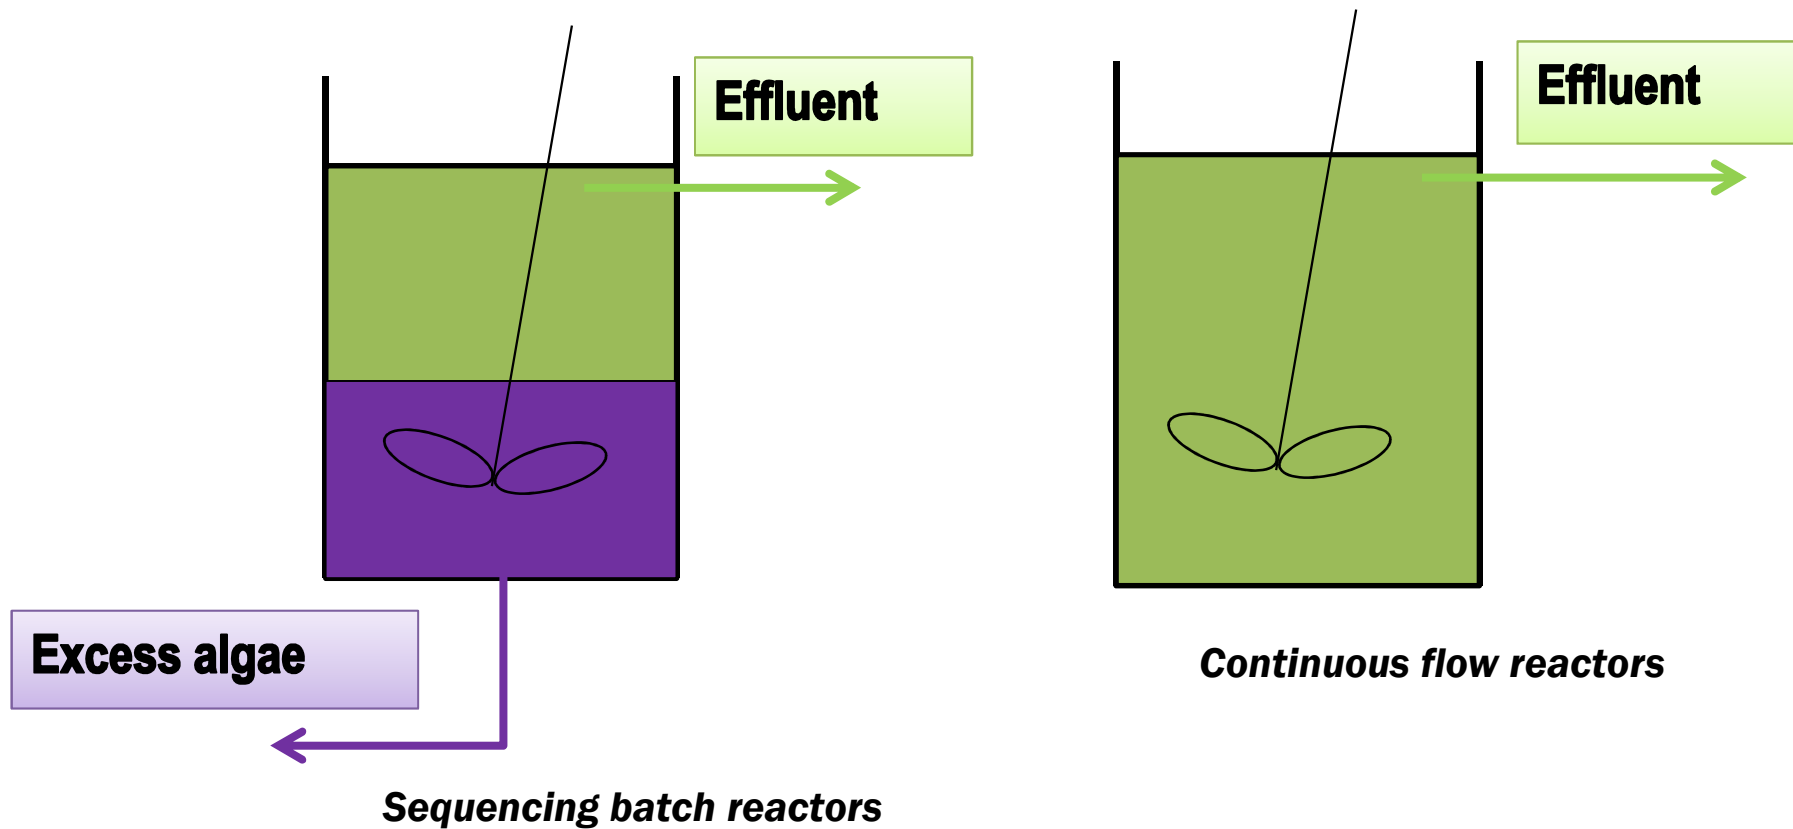 Effluent
Effluent
Excess algae
Continuous flow reactors
Sequencing batch reactors